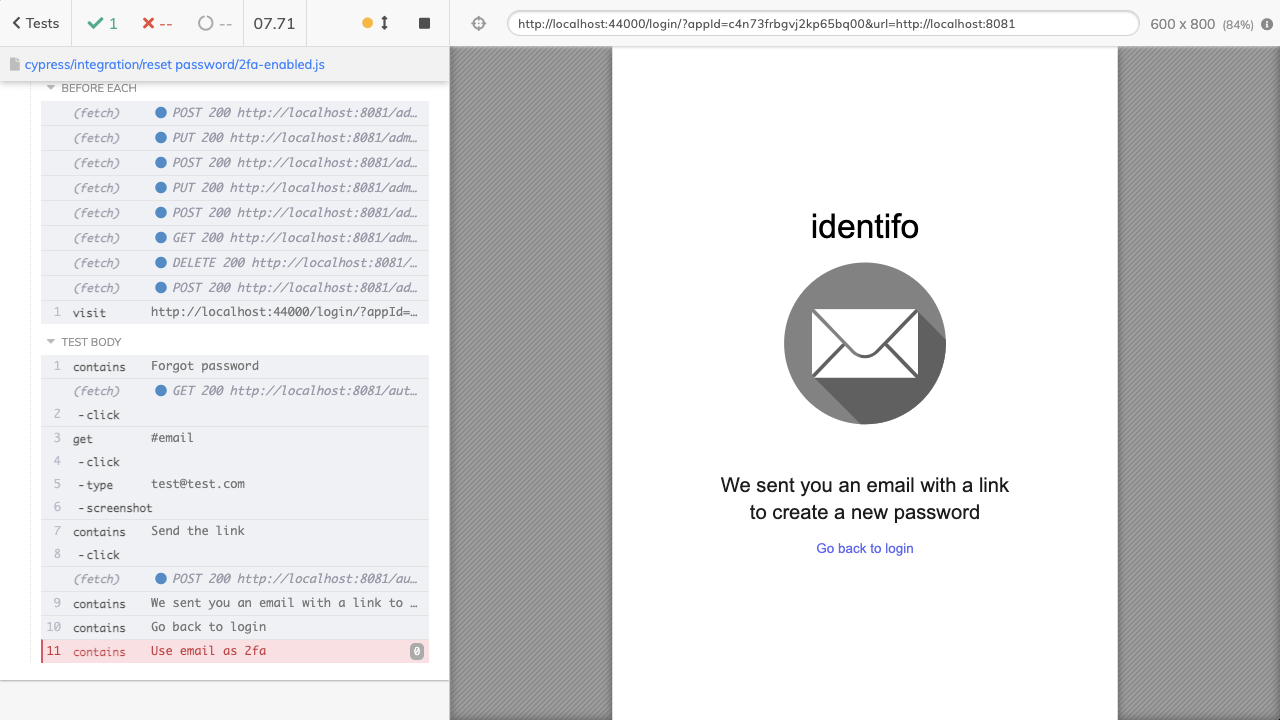 Tests
1
--
--
07.71
http://localhost:44000/login/?appId=c4n73frbgvj2kp65bq00&url=http://localhost:8081
600 x 800 (84%)
cypress/integration/reset password/2fa-enabled.js
BEFORE EACH
(fetch) POST 200 http://localhost:8081/ad…
(fetch) PUT 200 http://localhost:8081/adm…
(fetch) POST 200 http://localhost:8081/ad…
(fetch) PUT 200 http://localhost:8081/adm…
(fetch) POST 200 http://localhost:8081/ad…
(fetch) GET 200 http://localhost:8081/adm…
(fetch) DELETE 200 http://localhost:8081/…
(fetch) POST 200 http://localhost:8081/ad…
1 visit http://localhost:44000/login/?appId=…
TEST BODY
1 contains Forgot password
(fetch) GET 200 http://localhost:8081/aut…
2 -click
3 get #email
4 -click
5 -type test@test.com
6 -screenshot
7 contains Send the link
8 -click
(fetch) POST 200 http://localhost:8081/au…
9 contains We sent you an email with a link to …
10 contains Go back to login
11 contains Use email as 2fa 0
identifo
We sent you an email with a link
to create a new password
Go back to login